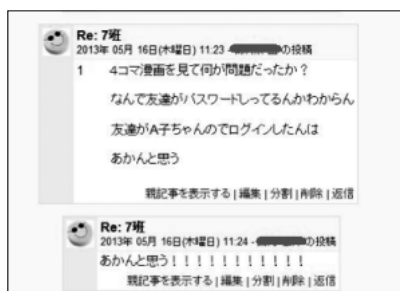 Re: 7班
2013年 05月 16日(木曜日) 11:23 - の投稿
1 4コマ漫画を見て何が問題だったか？
なんで友達がパスワードしってるんかわからん
友達がA子ちゃんのでログインしたんは
あかんと思う
親記事を表示する | 編集 | 分割 | 削除 | 返信
Re: 7班
2013年 05月 16日(木曜日) 11:24 - の投稿
あかんと思う！！！！！！！！！！！
親記事を表示する | 編集 | 分割 | 削除 | 返信